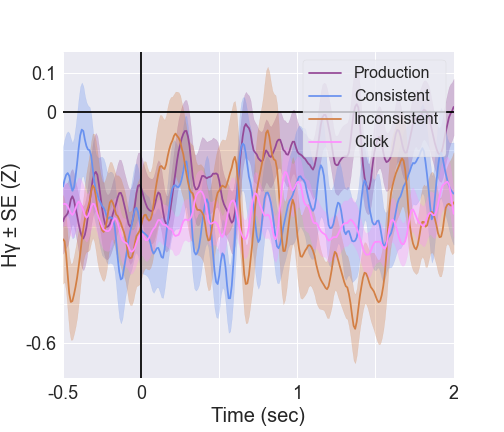 Production
Consistent
Inconsistent
Click
0.1
0
-0.6
Hγ ± SE (Z)
-0.5
0
1
2
Time (sec)